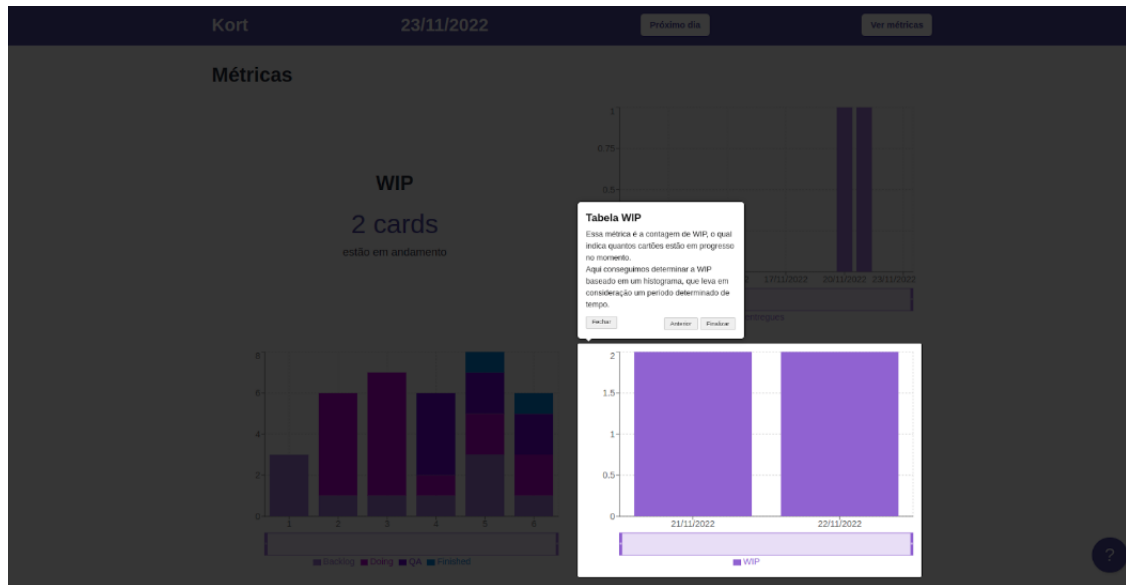 Kort
23/11/2022
Próximo dia
Ver métricas
Métricas
WIP
2 cards
estão em andamento
1
0.75
0.5
17/11/2022
20/11/2022
23/11/2022
Tabela WIP
Essa métrica é a contagem de WIP, o qual
indica quantos cartões estão em progresso
no momento.
Aqui conseguimos determinar a WIP
baseado em um histograma, que leva em
consideração um período determinado de
tempo.
Fechar
Anterior
Finalizar
8
6
4
2
0
1
2
3
4
5
6
Backlog
Doing
QA
Finished
2
1.5
1
0.5
0
21/11/2022
22/11/2022
WIP
?